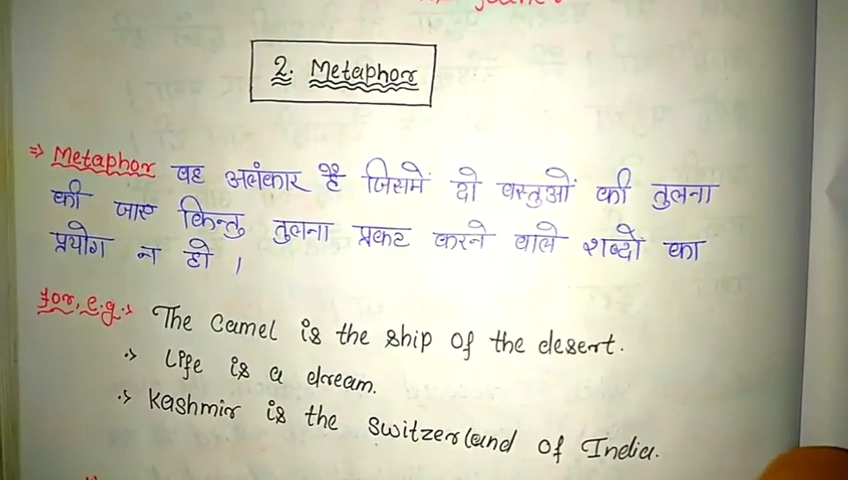 2. Metaphor
⇒ Metaphor वह अलंकार है जिसमें दो वस्तुओं की तुलना
की जाए किन्तु तुलना प्रकट करने वाले शब्दों का
प्रयोग न हो ।
For, e.g. :> The camel is the ship of the desert.
:> Life is a dream.
:> Kashmir is the Switzerland of India.